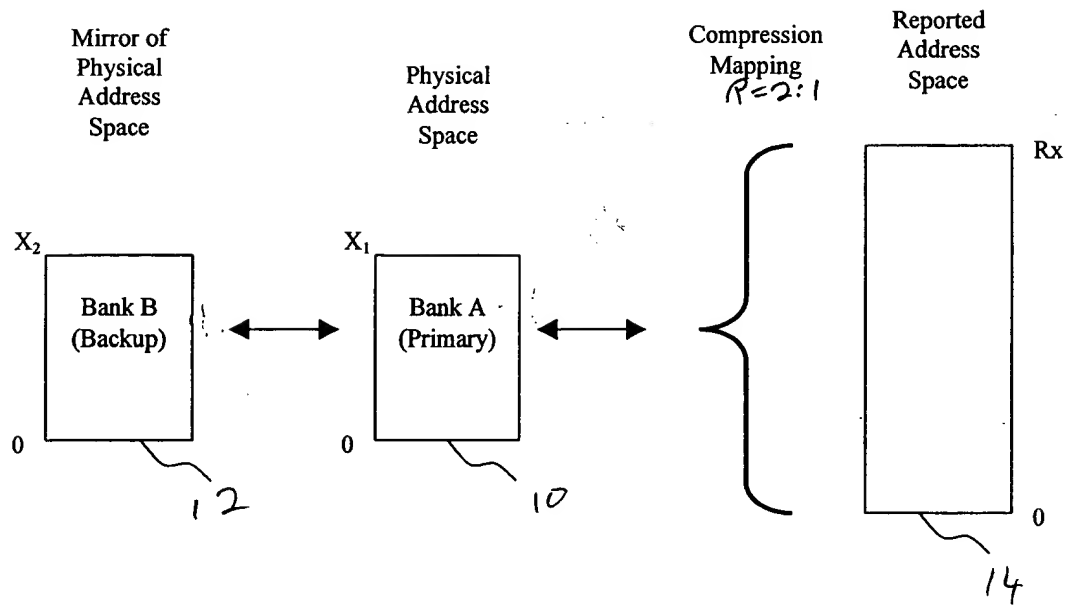 Mirror of
Physical
Address
Space
Physical
Address
Space
Compression
Mapping
P=2:1
Reported
Address
Space
X₂
Bank B
(Backup)
0
12
X₁
Bank A
(Primary)
0
10
Rx
0
14